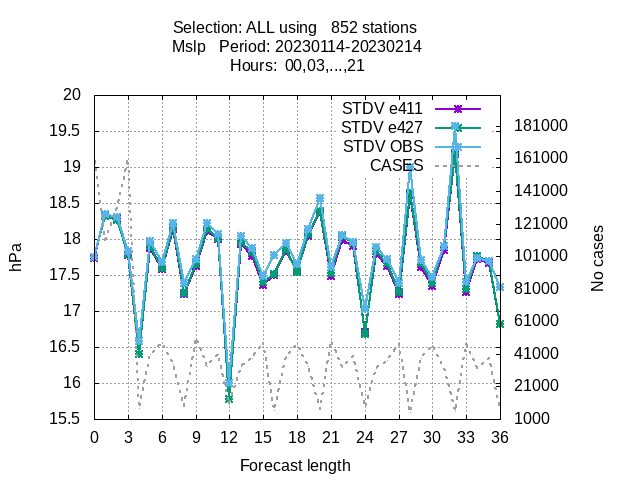 Selection: ALL using   852 stations
Mslp   Period: 20230114-20230214
Hours:  00,03,...,21
STDV e411
STDV e427
STDV OBS
CASES
20
19.5
19
18.5
18
17.5
17
16.5
16
15.5
hPa
181000
161000
141000
121000
101000
81000
61000
41000
21000
1000
No cases
0 3 6 9 12 15 18 21 24 27 30 33 36
Forecast length